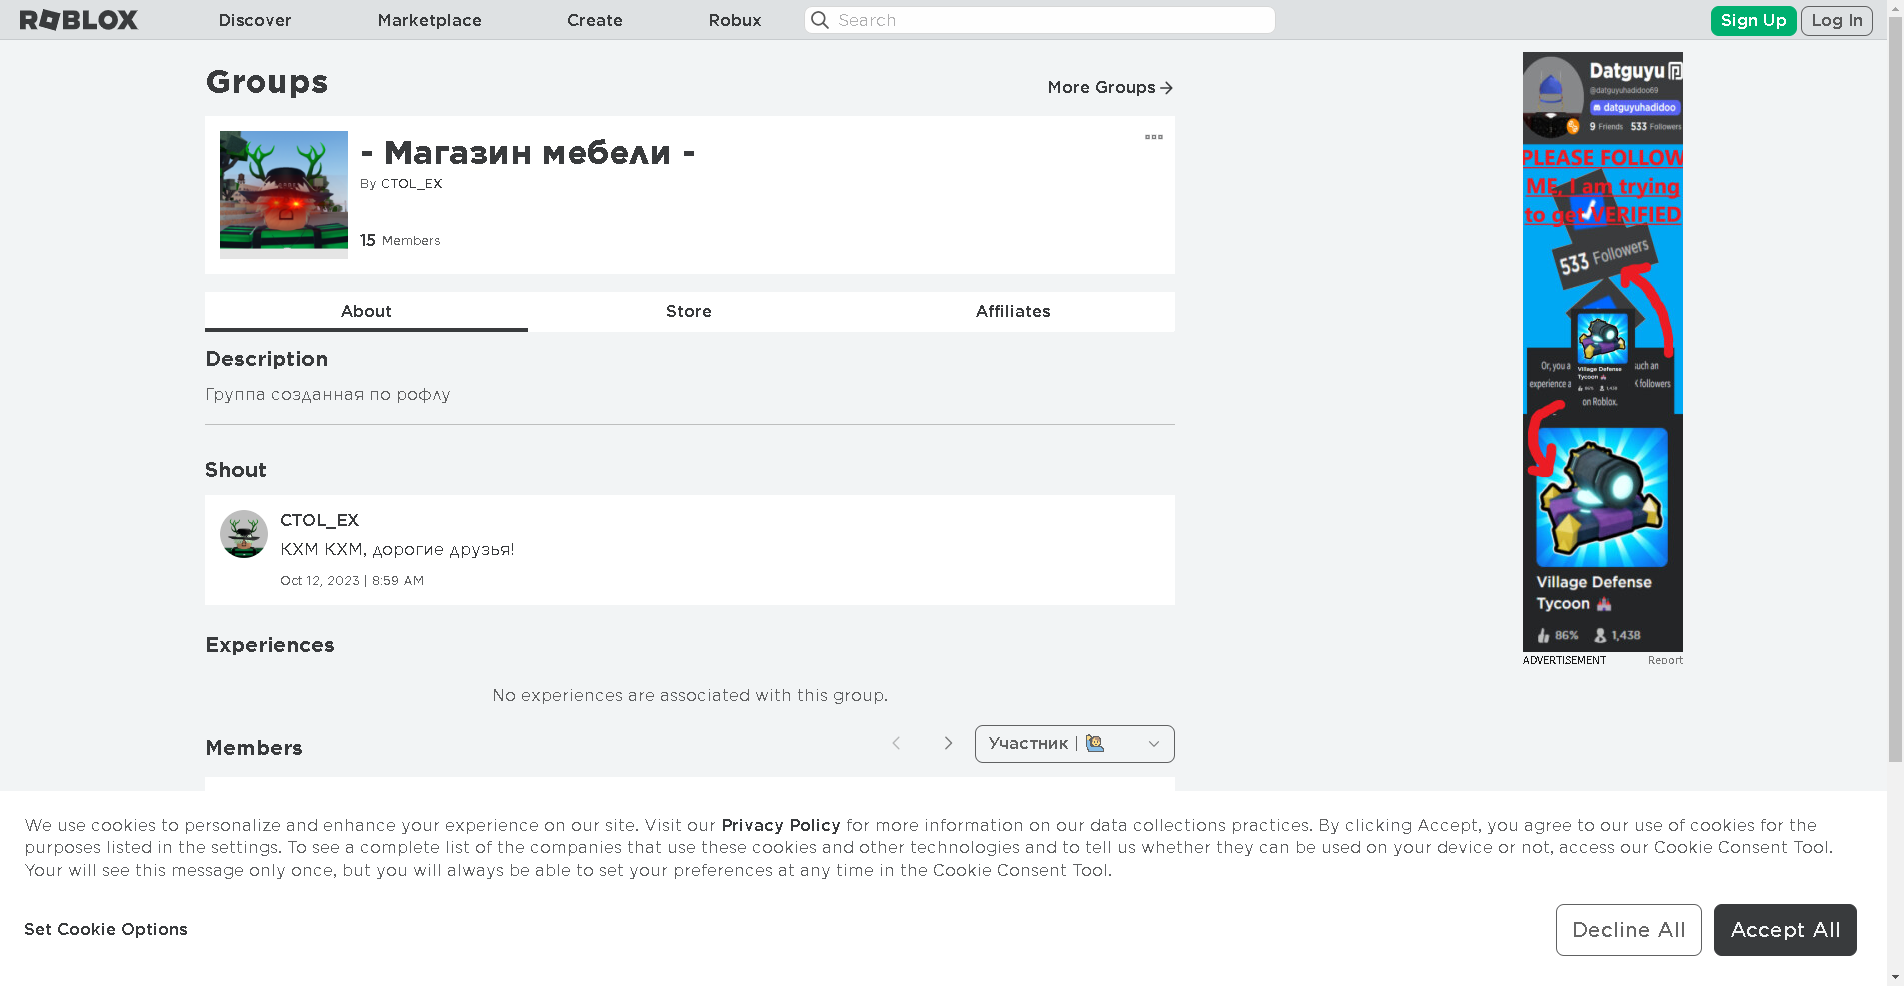 ROBLOX
Discover
Marketplace
Create
Robux
Search
Sign Up
Log In
Groups
More Groups
- Магазин мебели -
By CTOL_EX
15 Members
About
Store
Affiliates
Description
Группа созданная по рофлу
Shout
CTOL_EX
КХМ КХМ, дорогие друзья!
Oct 12, 2023 | 8:59 AM
Experiences
No experiences are associated with this group.
Members
Участник |
Datguyu
@datguyuhadidoo69
datguyuhadidoo
9 Friends 533 Followers
PLEASE FOLLOW
ME, I am trying
to get VERIFIED
533 Followers
Or, you a
such an
experience a
K followers
on Roblox.
Village Defense
Tycoon
86% 1,438
Village Defense
Tycoon
86% 1,438
ADVERTISEMENT
Report
We use cookies to personalize and enhance your experience on our site. Visit our Privacy Policy for more information on our data collections practices. By clicking Accept, you agree to our use of cookies for the
purposes listed in the settings. To see a complete list of the companies that use these cookies and other technologies and to tell us whether they can be used on your device or not, access our Cookie Consent Tool.
Your will see this message only once, but you will always be able to set your preferences at any time in the Cookie Consent Tool.
Set Cookie Options
Decline All
Accept All